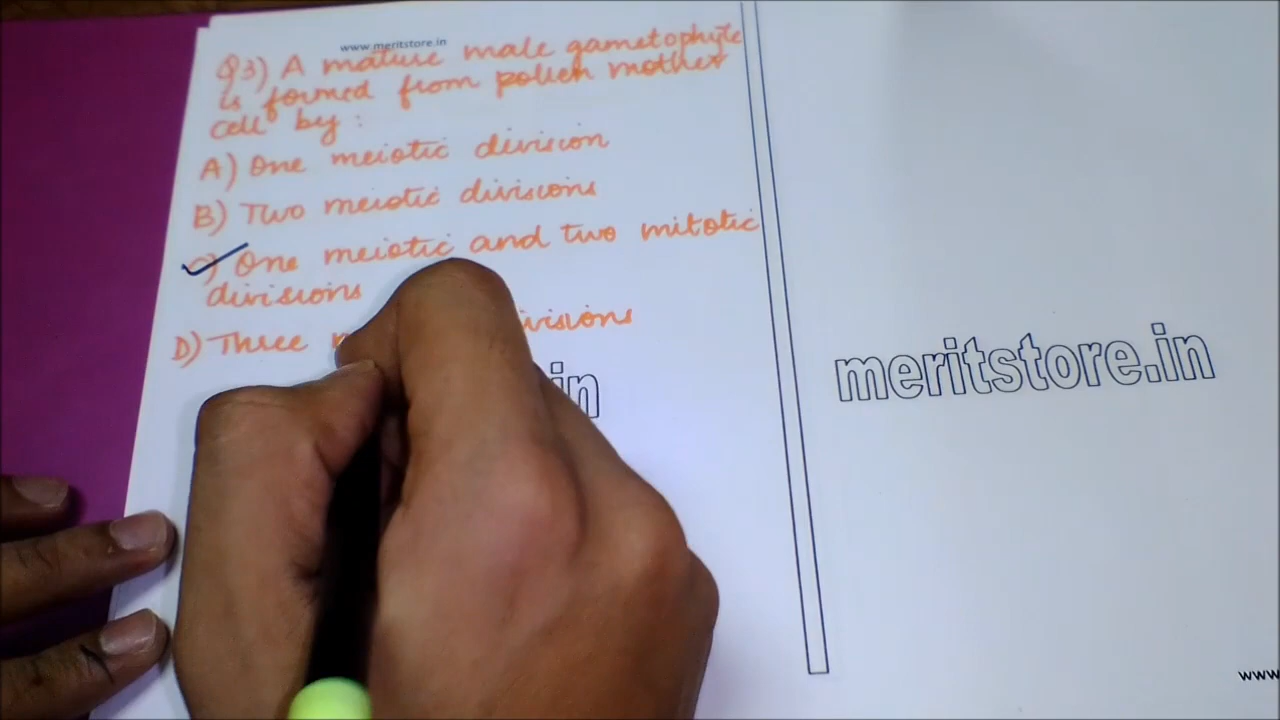 www.meritstore.in
Q3) A mature male gametophyte
is formed from pollen mother
cell by :
A) One meiotic division
B) Two meiotic divisions
C) One meiotic and two mitotic
divisions
D) Three
divisions
in
meritstore.in
www